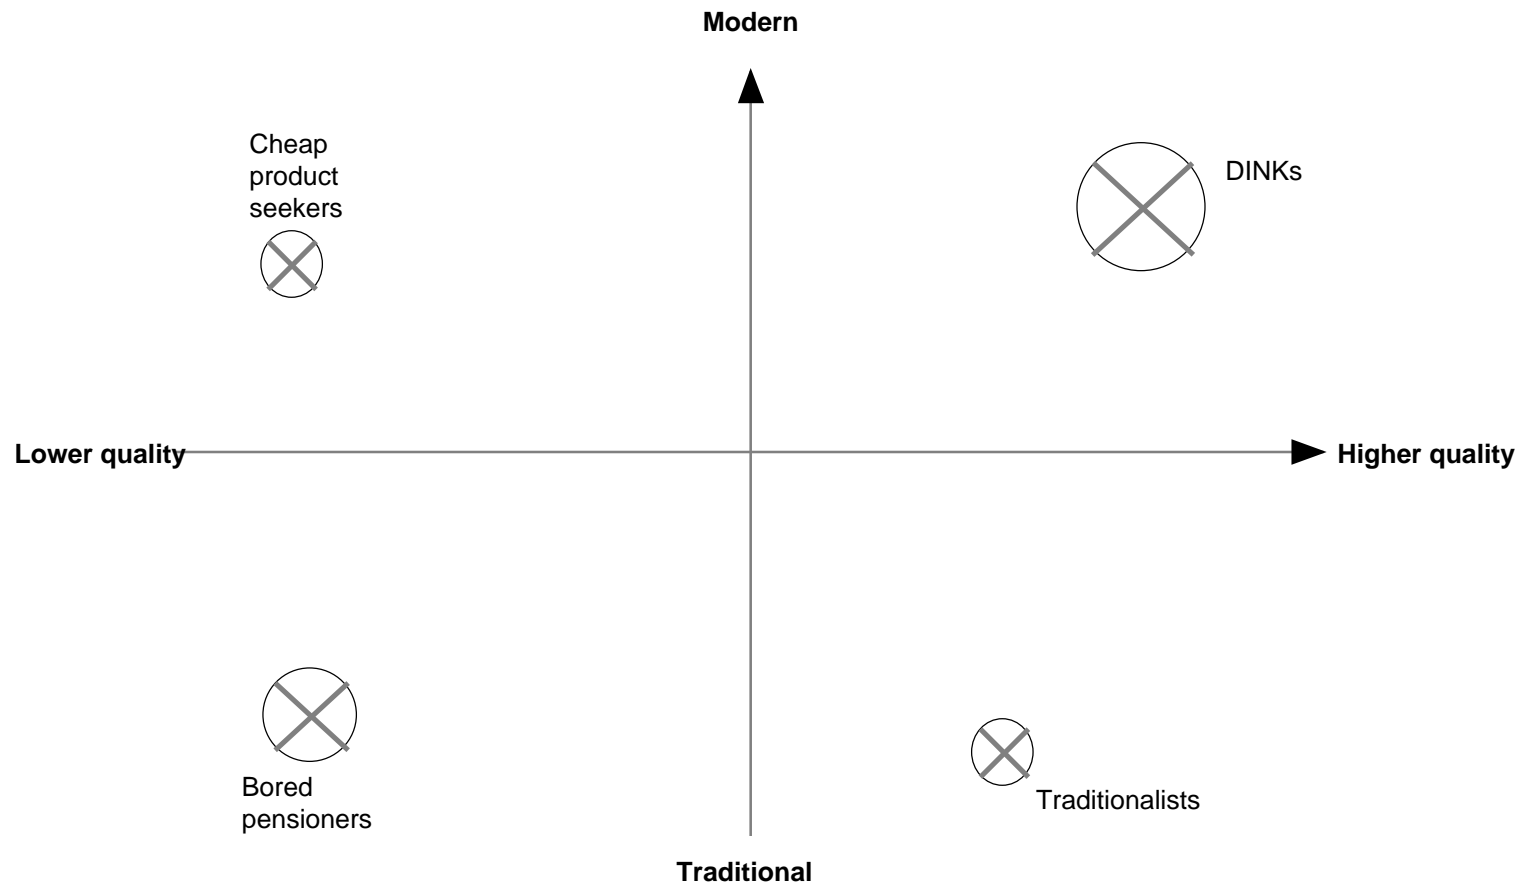 Modern
Cheap
product
seekers
DINKs
Lower quality
Higher quality
Bored
pensioners
Traditionalists
Traditional